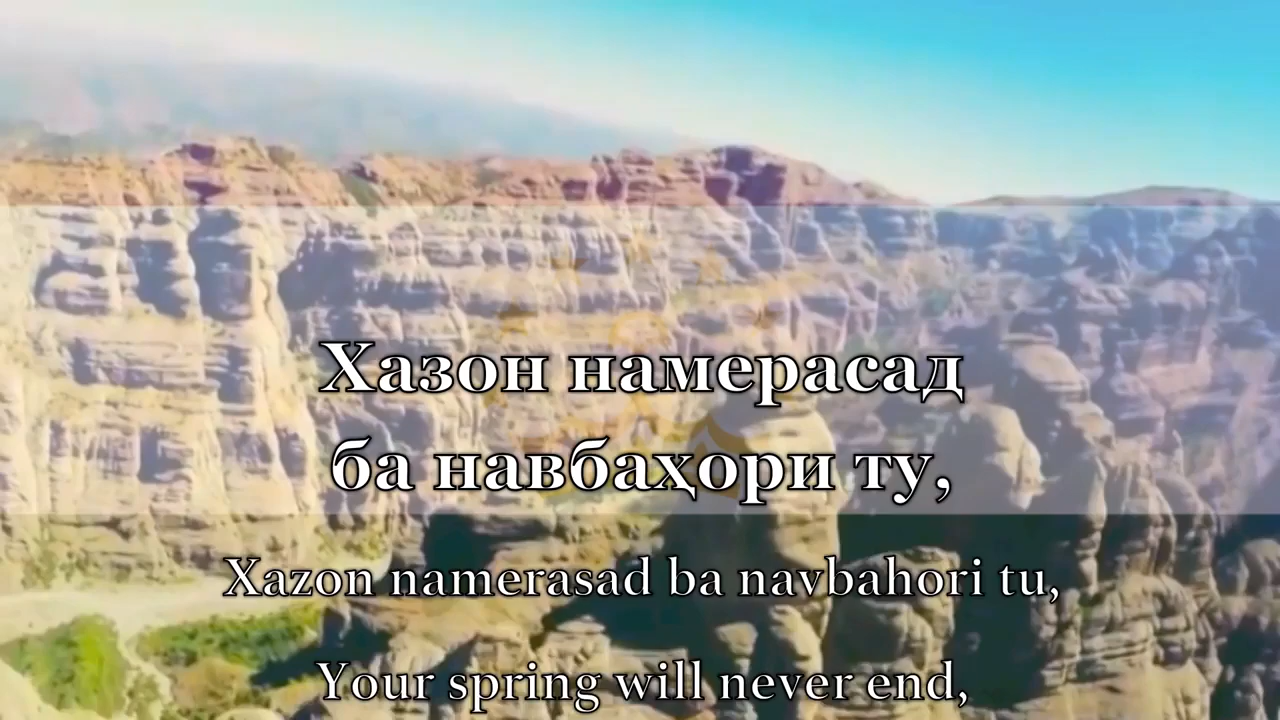 Хазон намерасад
ба навбаҳори ту,
Xazon namerasad ba navbahori tu,
Your spring will never end,